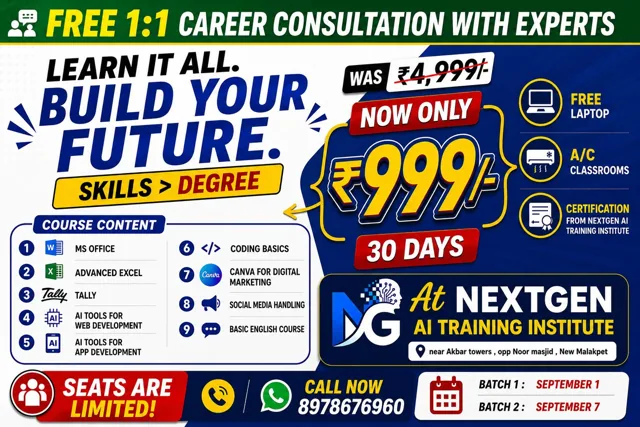 FREE 1:1 CAREER CONSULTATION WITH EXPERTS
LEARN IT ALL.
BUILD YOUR
FUTURE.
SKILLS > DEGREE
WAS ₹4,999/-
NOW ONLY
₹999/-
30 DAYS
FREE
LAPTOP
A/C
CLASSROOMS
CERTIFICATION
FROM NEXTGEN AI
TRAINING INSTITUTE
COURSE CONTENT
1 W MS OFFICE
2 X ADVANCED EXCEL
3 Tally TALLY
4 AI AI TOOLS FOR
WEB DEVELOPMENT
5 AI AI TOOLS FOR
APP DEVELOPMENT
6 </> CODING BASICS
7 Canva CANVA FOR DIGITAL
MARKETING
8 SOCIAL MEDIA HANDLING
9 BASIC ENGLISH COURSE
NG
At NEXTGEN
AI TRAINING INSTITUTE
near Akbar towers , opp Noor masjid , New Malakpet
SEATS ARE
LIMITED!
CALL NOW
8978676960
BATCH 1 : SEPTEMBER 1
BATCH 2 : SEPTEMBER 7